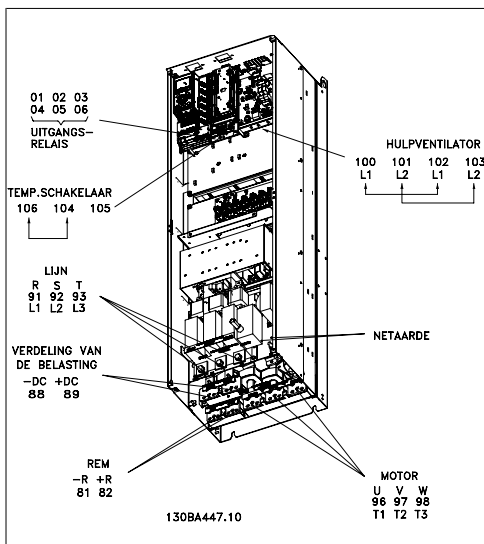 01 02 03
04 05 06
UITGANGS-
RELAIS
HULPVENTILATOR
100 101 102 103
L1 L2 L1 L2
TEMP.SCHAKELAAR
106 104 105
LIJN
R S T
91 92 93
L1 L2 L3
NETAARDE
VERDELING VAN
DE BELASTING
-DC +DC
88 89
REM
-R +R
81 82
MOTOR
U V W
96 97 98
T1 T2 T3
130BA447.10